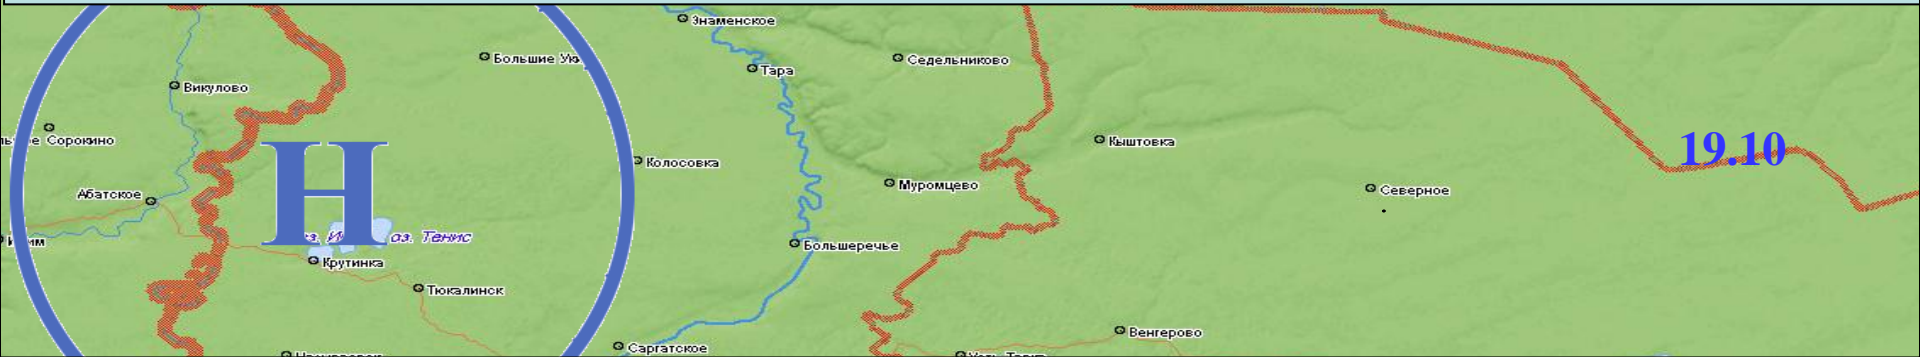 Знаменское
Большие Ук
Седельниково
Тара
Викулово
Сорокино
Кыштовка
19.10
Н
Колосовка
Абатское
Муромцево
Северное
оз. Тенис
Большеречье
Крутинка
Тюкалинск
Венгерово
Саргатское